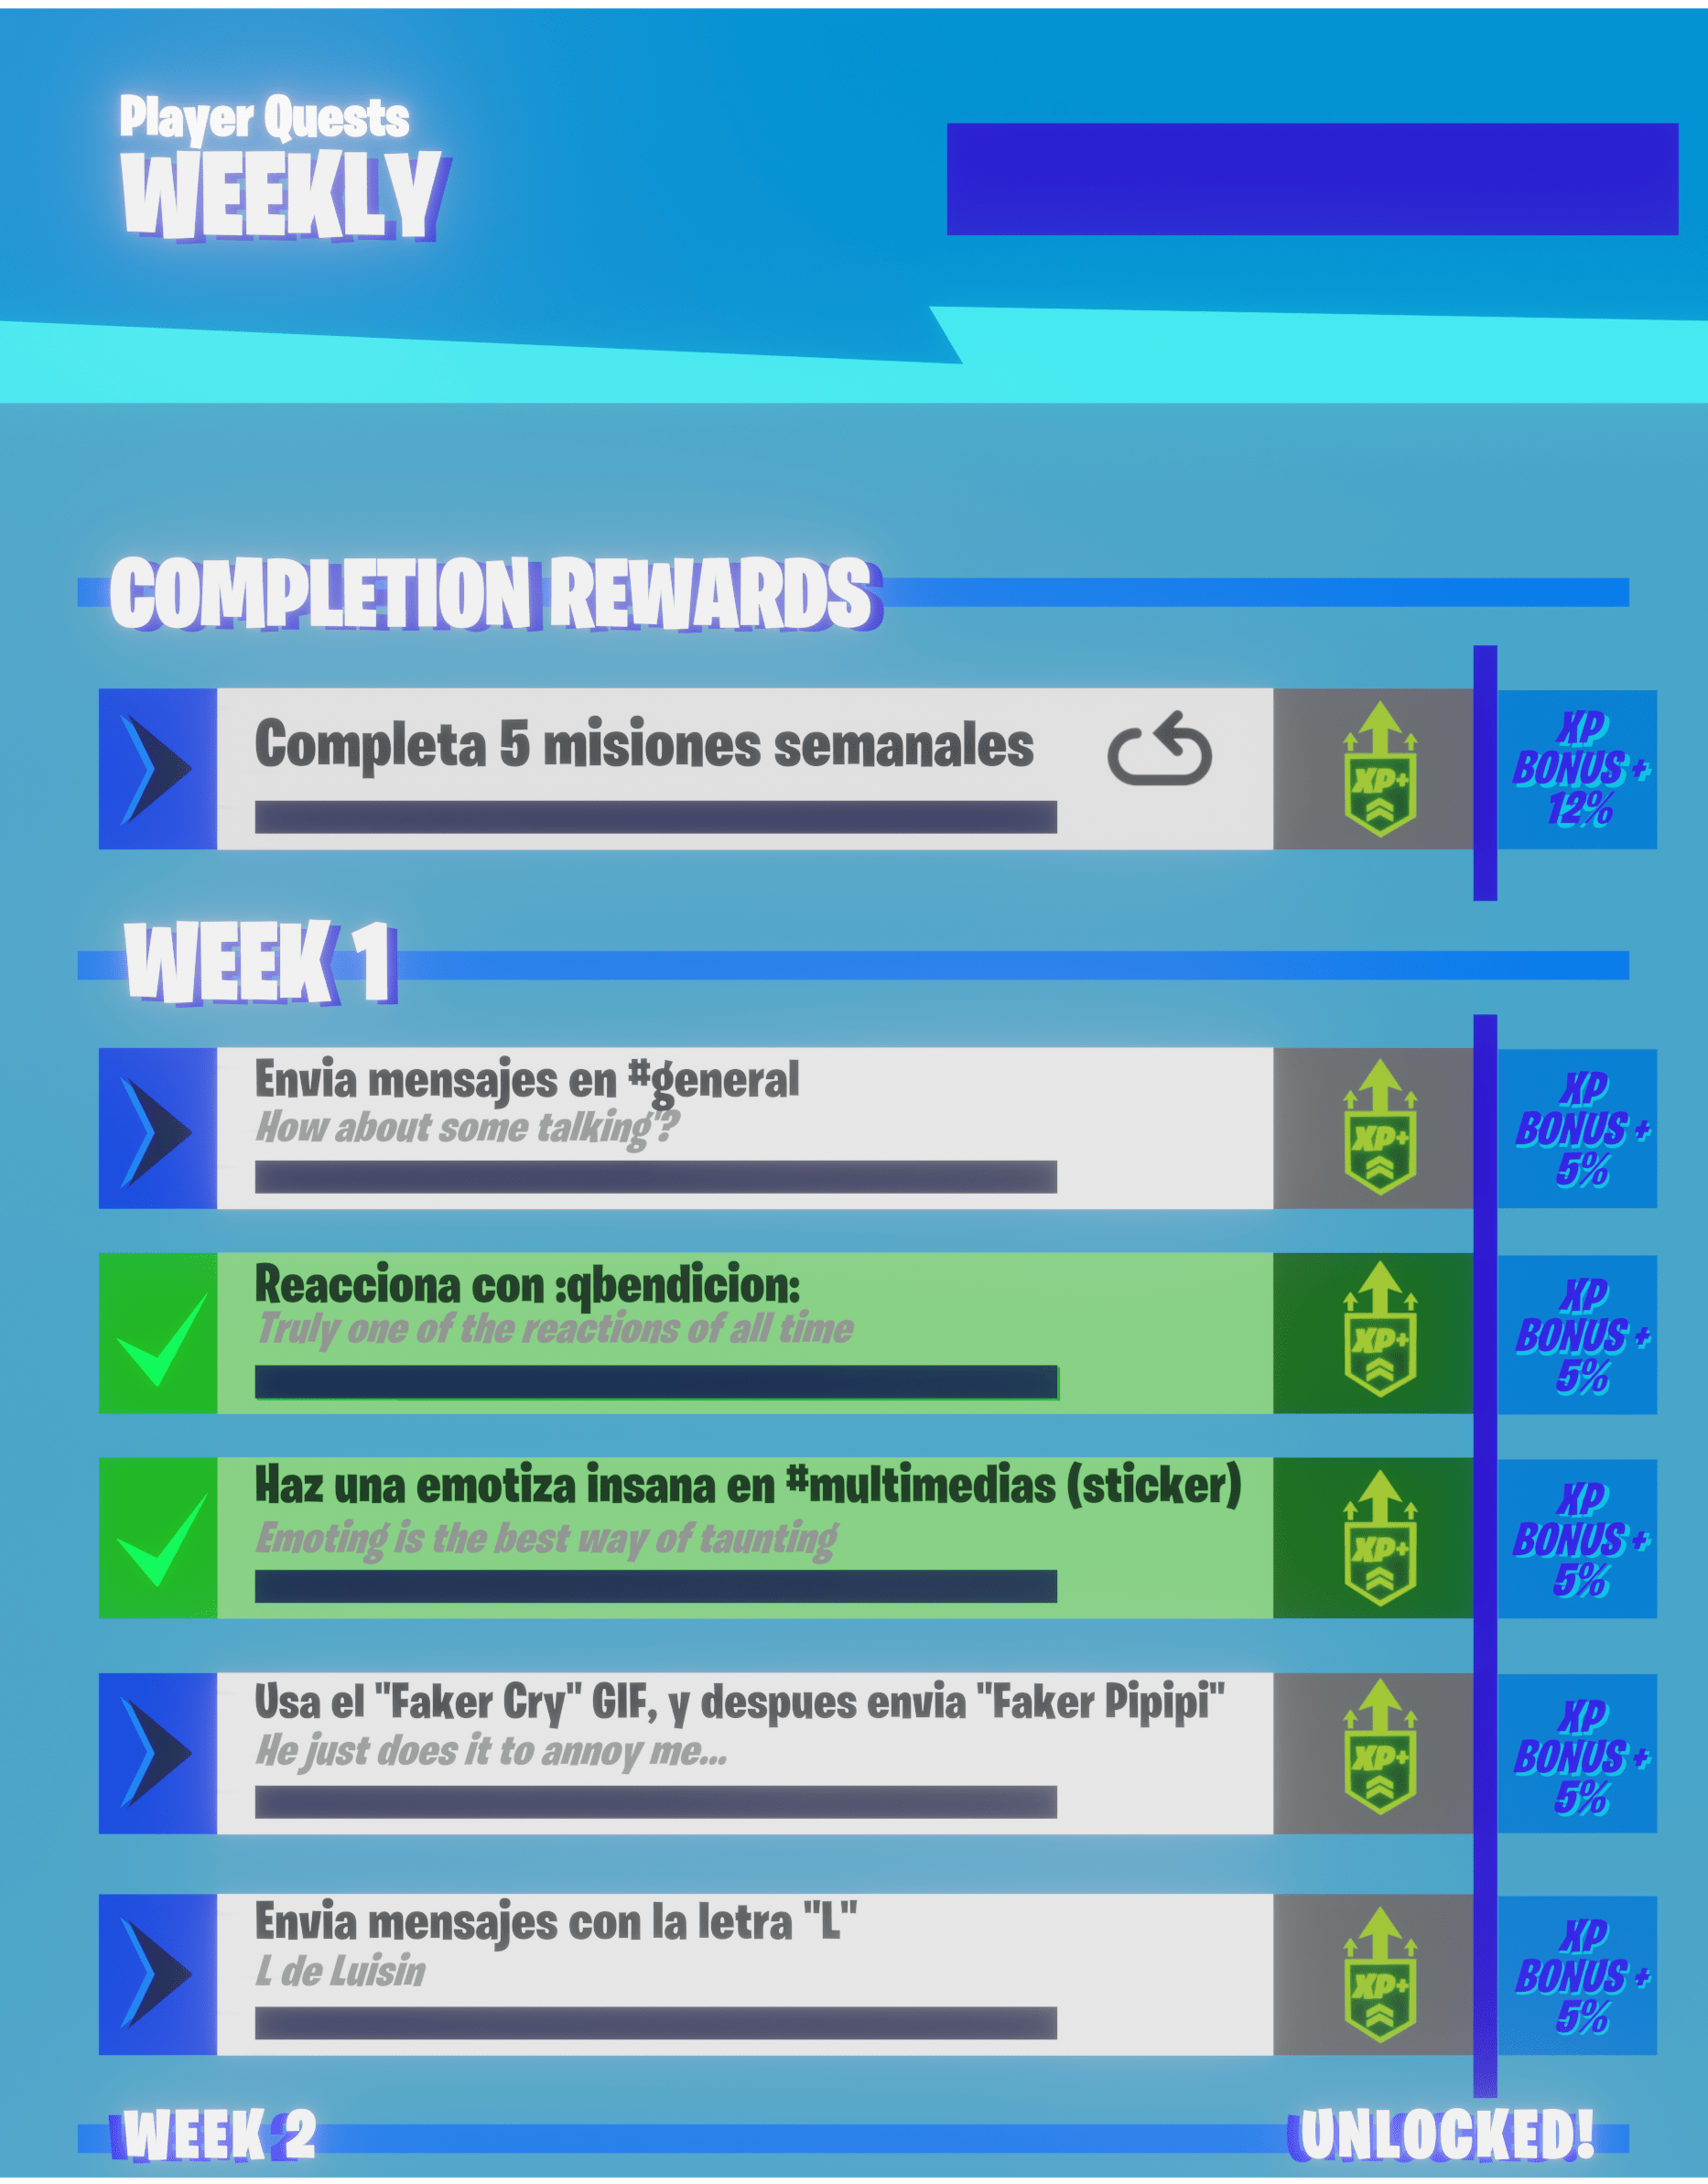 Player Quests
WEEKLY
COMPLETION REWARDS
Completa 5 misiones semanales
XP+
XP
BONUS +
12%
WEEK 1
Envia mensajes en #general
How about some talking?
XP+
XP
BONUS +
5%
Reacciona con :qbendicion:
Truly one of the reactions of all time
XP+
XP
BONUS +
5%
Haz una emotiza insana en #multimedias (sticker)
Emoting is the best way of taunting
XP+
XP
BONUS +
5%
Usa el "Faker Cry" GIF, y despues envia "Faker Pipipi"
He just does it to annoy me...
XP+
XP
BONUS +
5%
Envia mensajes con la letra "L"
L de Luisin
XP+
XP
BONUS +
5%
WEEK 2
UNLOCKED!